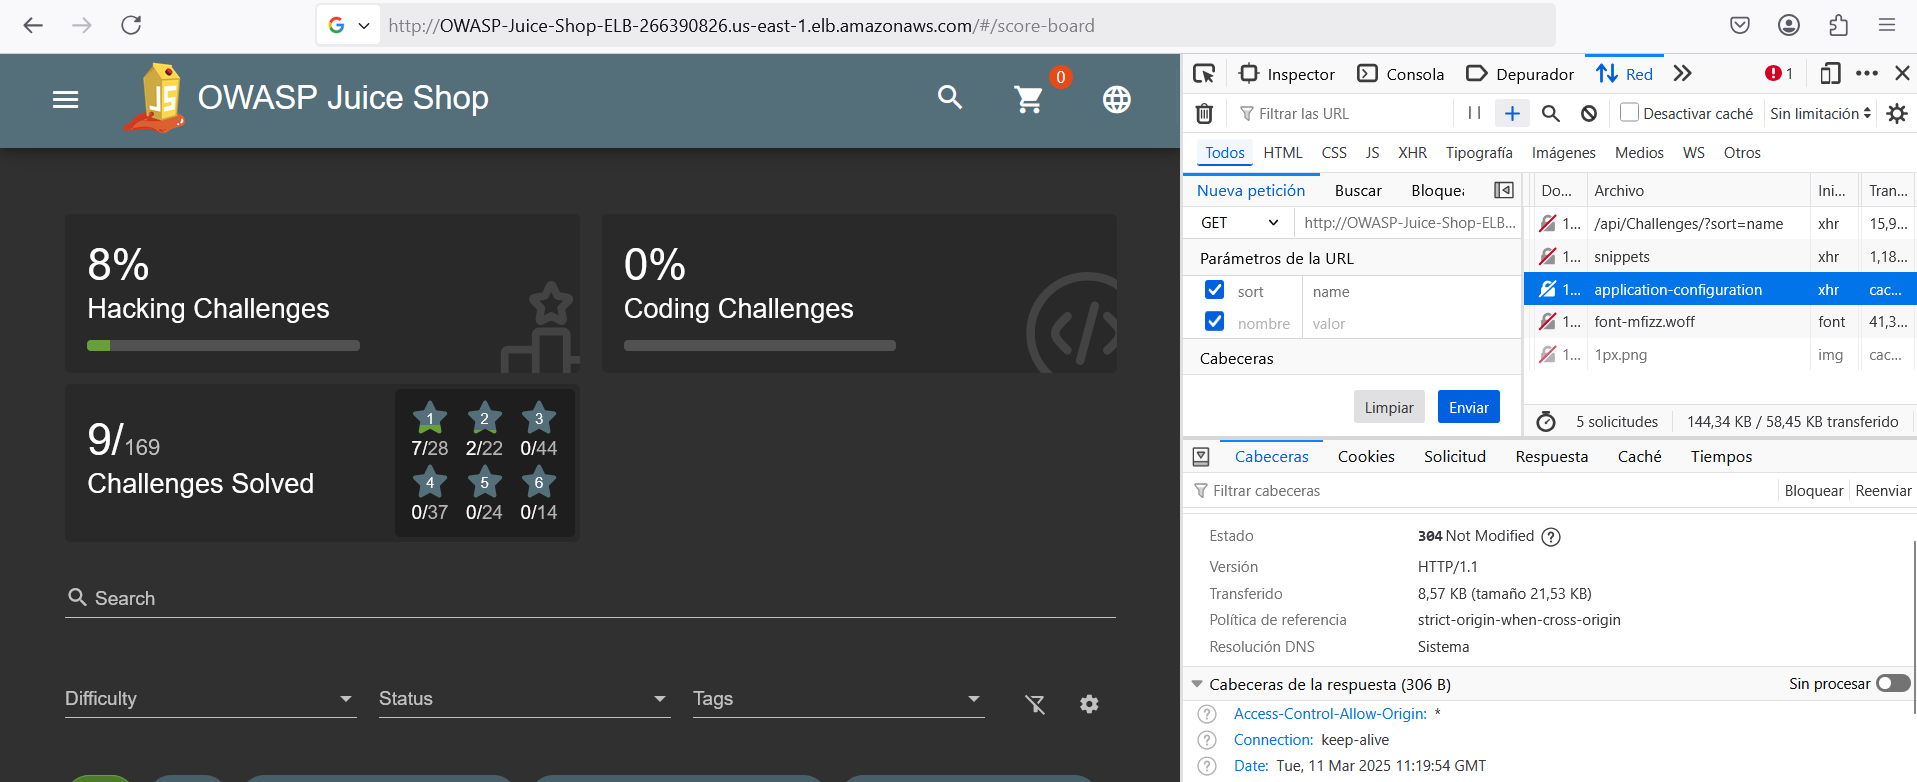 http://OWASP-Juice-Shop-ELB-266390826.us-east-1.elb.amazonaws.com/#/score-board
JS
OWASP Juice Shop
0
8%
Hacking Challenges
0%
Coding Challenges
9/169
Challenges Solved
1 2 3
7/28 2/22 0/44
4 5 6
0/37 0/24 0/14
Search
Difficulty
Status
Tags
Inspector Consola Depurador Red 1
Filtrar las URL Desactivar caché Sin limitación
Todos HTML CSS JS XHR Tipografía Imágenes Medios WS Otros
Nueva petición Buscar Bloquea
GET http://OWASP-Juice-Shop-ELB...
Parámetros de la URL
sort name
nombre valor
Cabeceras
Limpiar Enviar
Do... Archivo Ini... Tran...
1... /api/Challenges/?sort=name xhr 15,9...
1... snippets xhr 1,18...
1... application-configuration xhr cac...
1... font-mfizz.woff font 41,3...
1... 1px.png img cac...
5 solicitudes 144,34 KB / 58,45 KB transferido
Cabeceras Cookies Solicitud Respuesta Caché Tiempos
Filtrar cabeceras Bloquear Reenviar
Estado 304 Not Modified
Versión HTTP/1.1
Transferido 8,57 KB (tamaño 21,53 KB)
Política de referencia strict-origin-when-cross-origin
Resolución DNS Sistema
Cabeceras de la respuesta (306 B) Sin procesar
Access-Control-Allow-Origin: *
Connection: keep-alive
Date: Tue, 11 Mar 2025 11:19:54 GMT